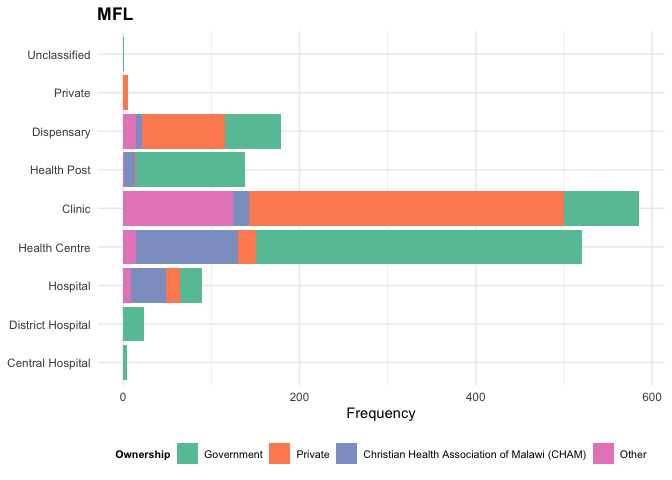 MFL
Unclassified
Private
Dispensary
Health Post
Clinic
Health Centre
Hospital
District Hospital
Central Hospital
0 200 400 600
Frequency
Ownership Government Private Christian Health Association of Malawi (CHAM) Other